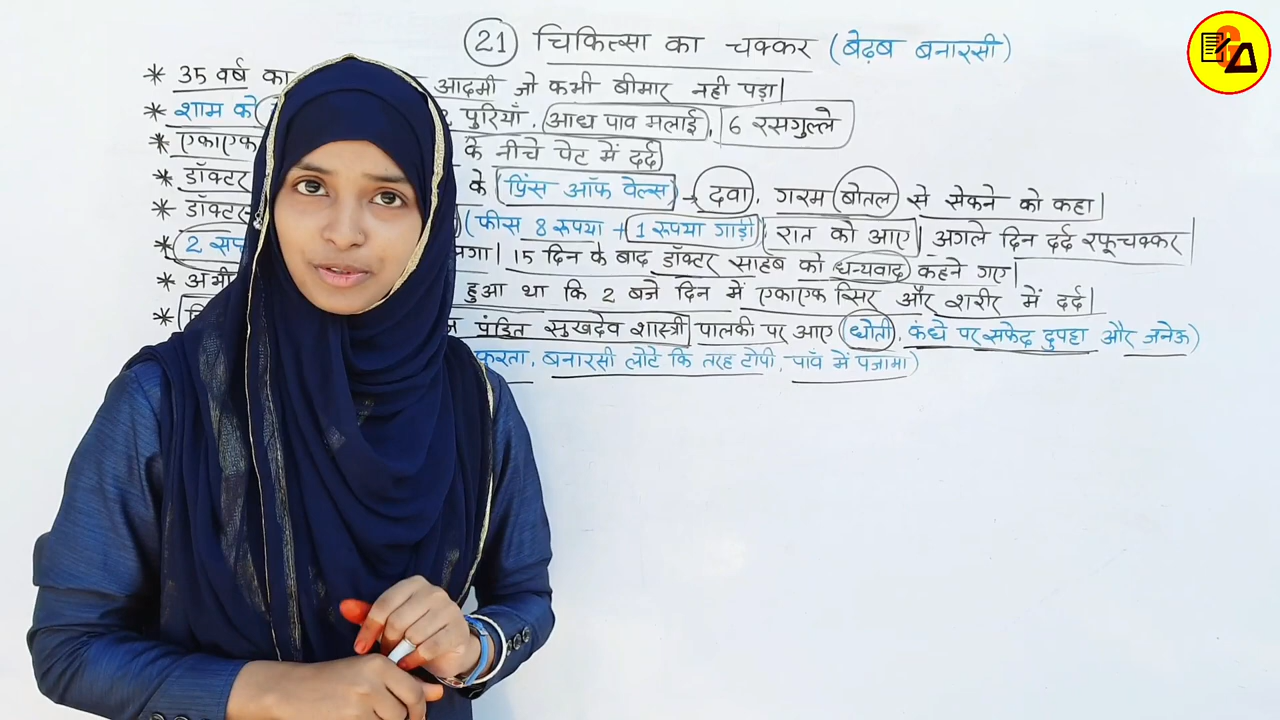 21 चिकित्सा का चक्कर (बेढ़ब बनारसी)
* 35 वर्ष का आदमी जो कभी बीमार नही पड़ा|
* शाम को पुरियाँ, आध पाव मलाई, 6 रसगुल्ले
* एकाएक के नीचे पेट में दर्द
* डॉक्टर के प्रिंस ऑफ वेल्स → दवा, गरम बोतल से सेकने को कहा|
* डॉक्टर (फीस 8 रूपया + 1 रूपया गाड़ी) रात को आए| अगले दिन दर्द रफूचक्कर|
* 2 लगा| 15 दिन के बाद डॉक्टर साहब को धन्यवाद कहने गए|
* अभी हुआ था कि 2 बजे दिन में एकाएक सिर और शरीर में दर्द|
* पंडित सुखदेव शास्त्री पालकी पर आए (धोती, कंधे पर सफेद दुपट्टा और जनेऊ)
कुरता, बनारसी लोटे कि तरह टोपी, पाँव में पजामा)